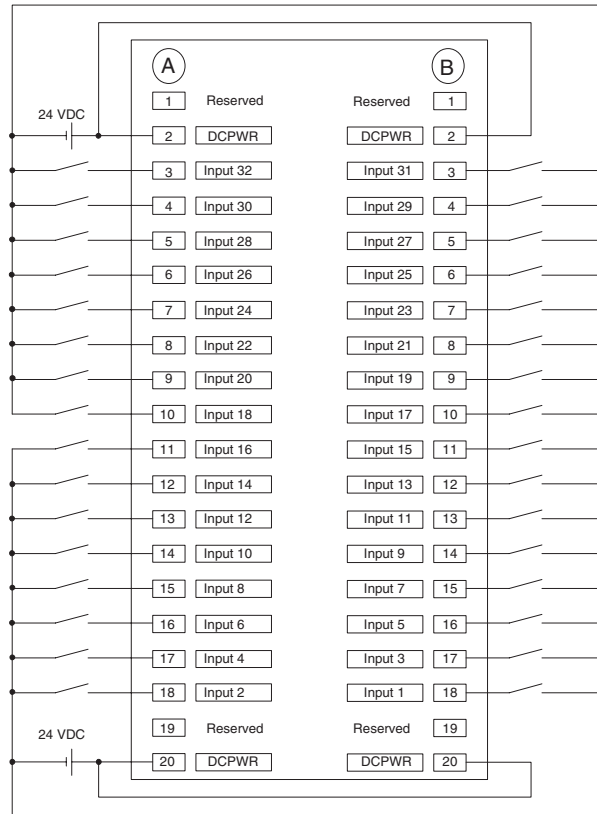 A B
1 Reserved Reserved 1
24 VDC
2 DCPWR DCPWR 2
3 Input 32 Input 31 3
4 Input 30 Input 29 4
5 Input 28 Input 27 5
6 Input 26 Input 25 6
7 Input 24 Input 23 7
8 Input 22 Input 21 8
9 Input 20 Input 19 9
10 Input 18 Input 17 10
11 Input 16 Input 15 11
12 Input 14 Input 13 12
13 Input 12 Input 11 13
14 Input 10 Input 9 14
15 Input 8 Input 7 15
16 Input 6 Input 5 16
17 Input 4 Input 3 17
18 Input 2 Input 1 18
19 Reserved Reserved 19
24 VDC
20 DCPWR DCPWR 20